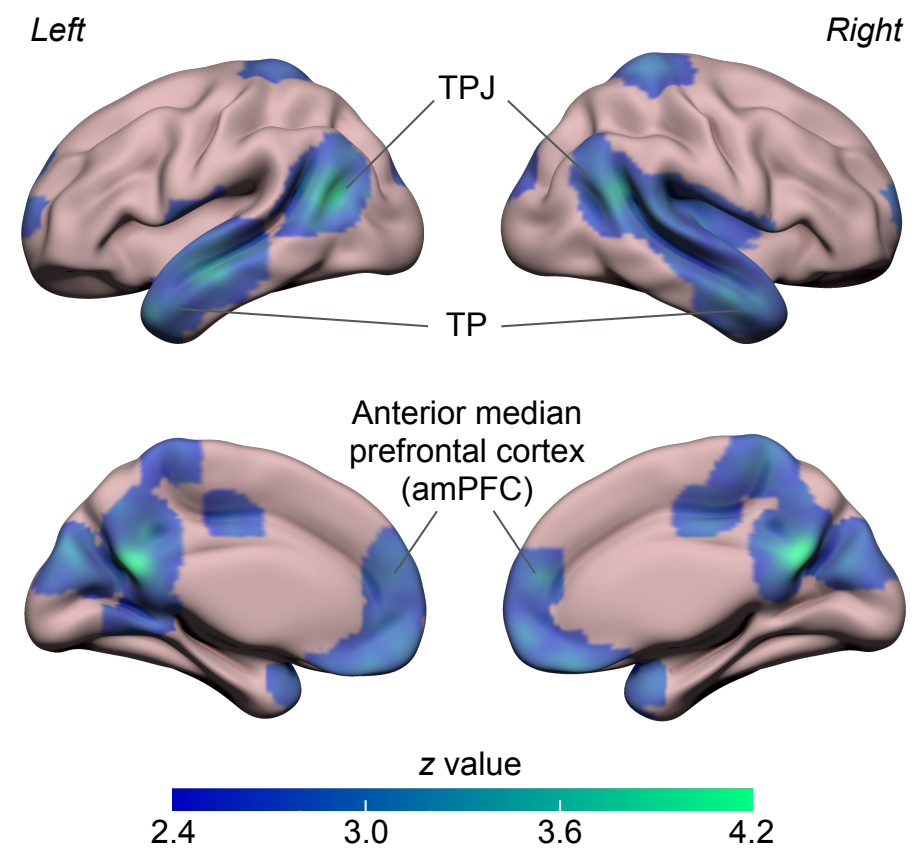 Left
Right
TPJ
TP
Anterior median
prefrontal cortex
(amPFC)
z value
2.4
3.0
3.6
4.2